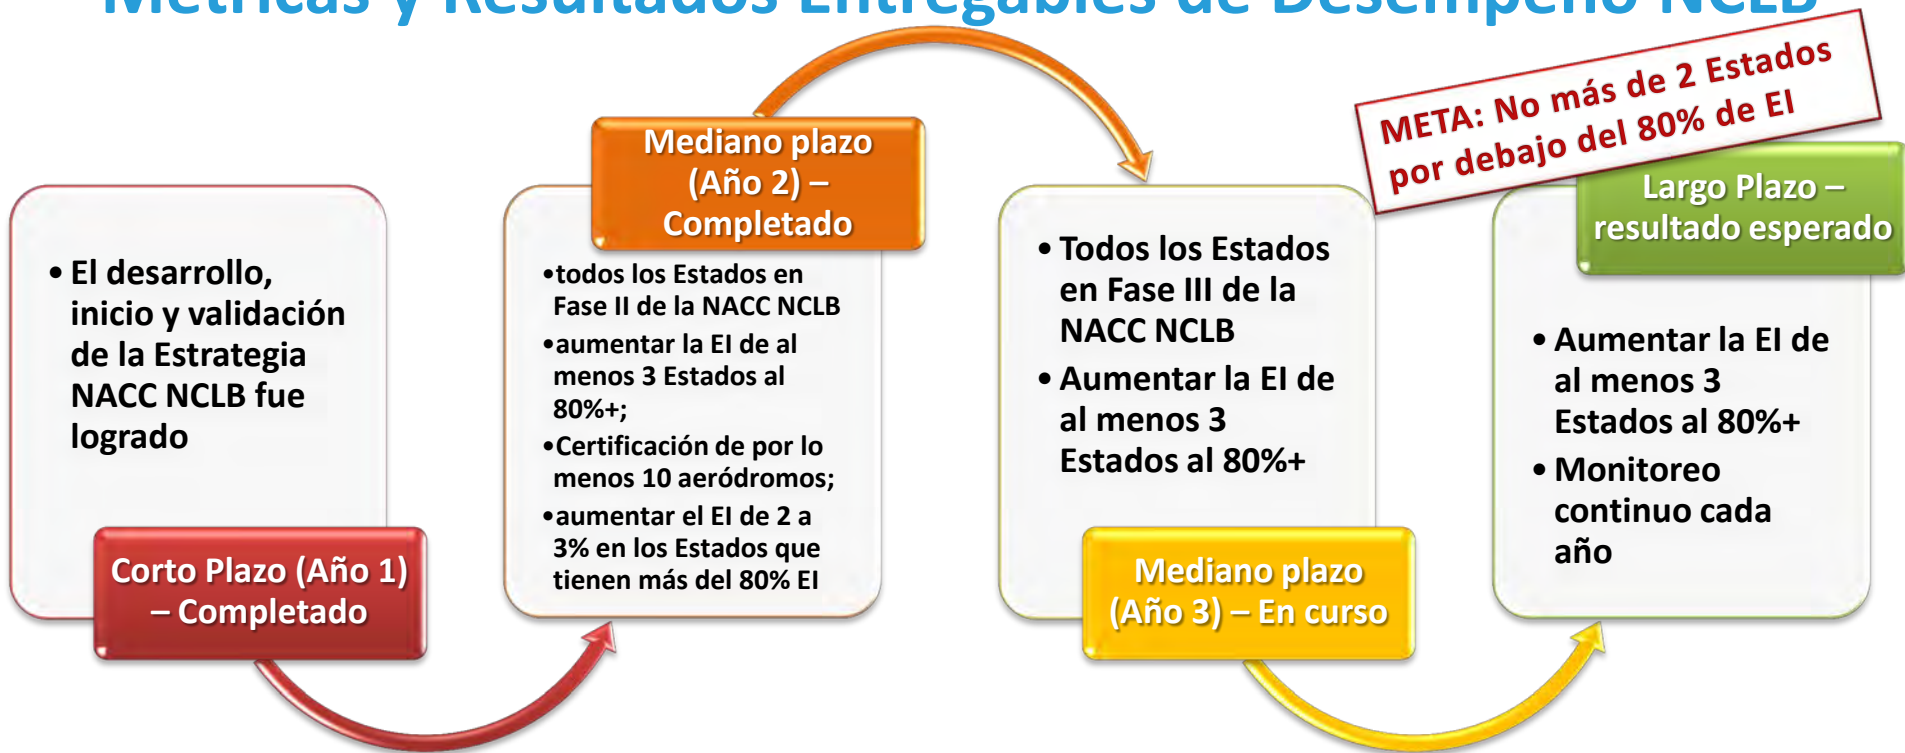 Métricas y Resultados Entregables de Desempeño NCLB
• El desarrollo,
inicio y validación
de la Estrategia
NACC NCLB fue
logrado
Corto Plazo (Año 1)
– Completado
Mediano plazo
(Año 2) –
Completado
•todos los Estados en
Fase II de la NACC NCLB
•aumentar la EI de al
menos 3 Estados al
80%+;
•Certificación de por lo
menos 10 aeródromos;
•aumentar el EI de 2 a
3% en los Estados que
tienen más del 80% EI
• Todos los Estados
en Fase III de la
NACC NCLB
• Aumentar la EI de
al menos 3
Estados al 80%+
Mediano plazo
(Año 3) – En curso
META: No más de 2 Estados
por debajo del 80% de EI
Largo Plazo –
resultado esperado
• Aumentar la EI de
al menos 3
Estados al 80%+
• Monitoreo
continuo cada
año